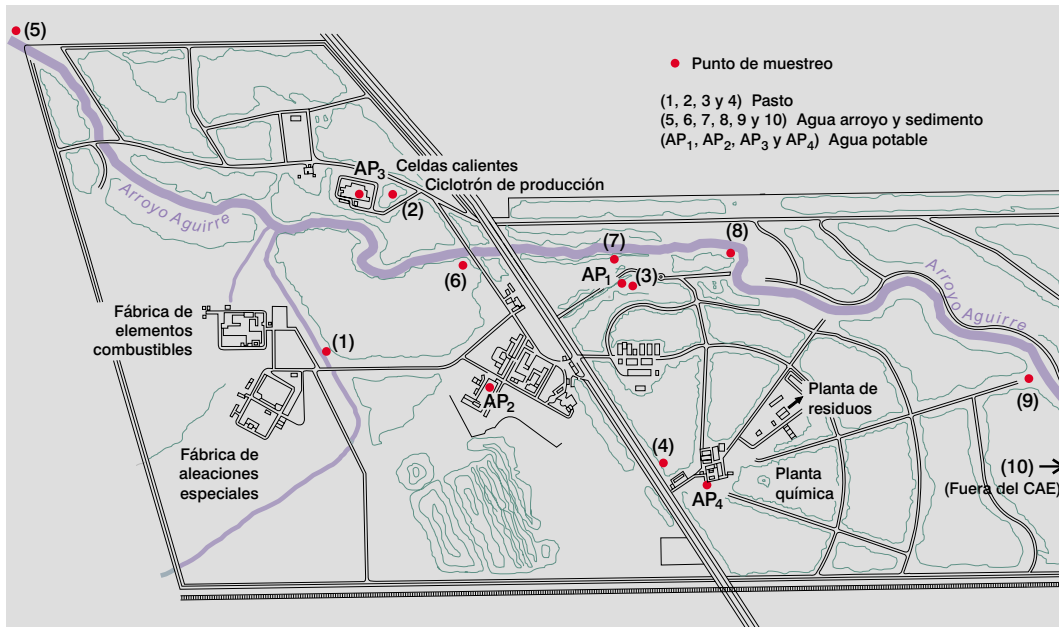 (5)
Punto de muestreo
(1, 2, 3 y 4) Pasto
(5, 6, 7, 8, 9 y 10) Agua arroyo y sedimento
(AP1, AP2, AP3 y AP4) Agua potable
AP3
Celdas calientes
Ciclotrón de producción
(2)
Arroyo Aguirre
(6)
(7)
(8)
AP1
(3)
Arroyo Aguirre
Fábrica de
elementos
combustibles
(1)
AP2
Planta de
residuos
(9)
Fábrica de
aleaciones
especiales
(4)
AP4
Planta
química
(10)
(Fuera del CAE)